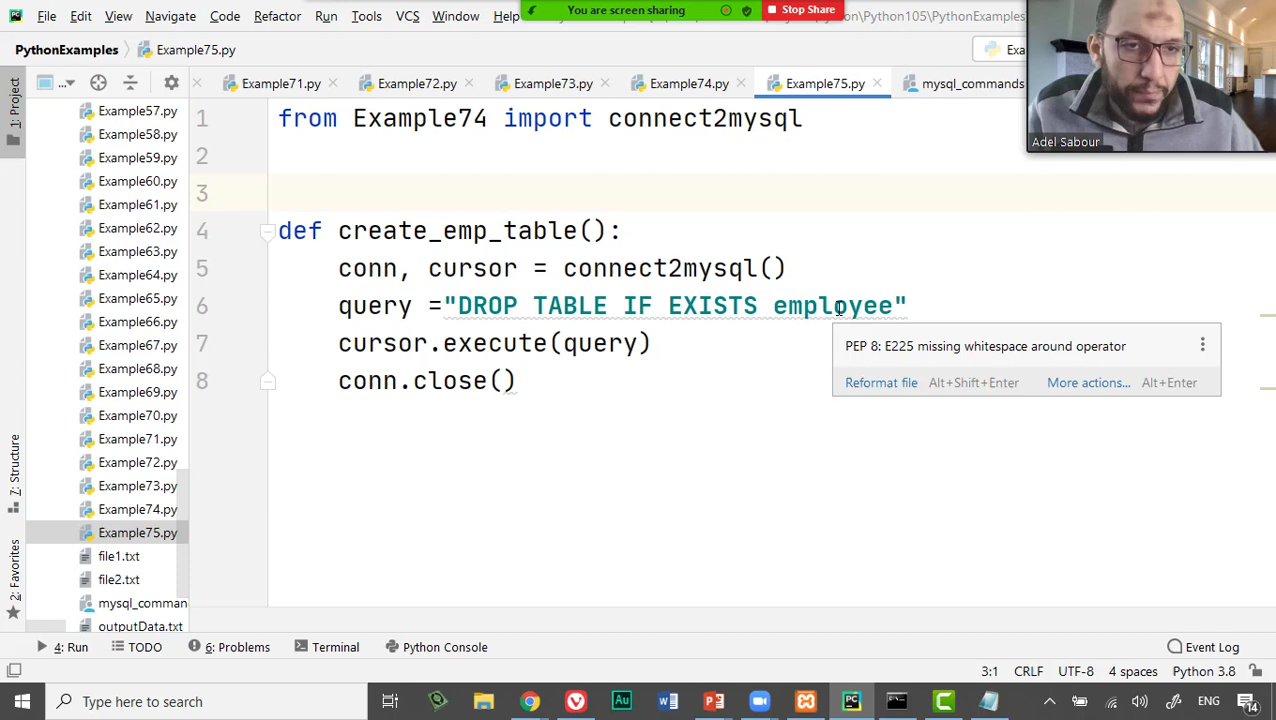 File Edit View Navigate Code Refactor Run Tools VCS Window
You are screen sharing Stop Share
PythonExamples Example75.py
Adel Sabour
1: Project
Example71.py Example72.py Example73.py Example74.py Example75.py mysql_commands
Example57.py
Example58.py
Example59.py
Example60.py
Example61.py
Example62.py
Example63.py
Example64.py
Example65.py
Example66.py
Example67.py
Example68.py
Example69.py
Example70.py
Example71.py
Example72.py
Example73.py
Example74.py
Example75.py
file1.txt
file2.txt
mysql_comman
outputData.txt
1 from Example74 import connect2mysql
2
3
4 def create_emp_table():
5 conn, cursor = connect2mysql()
6 query ="DROP TABLE IF EXISTS employee"
7 cursor.execute(query)
8 conn.close()
PEP 8: E225 missing whitespace around operator
Reformat file Alt+Shift+Enter More actions... Alt+Enter
7: Structure
2: Favorites
4: Run TODO 6: Problems Terminal Python Console Event Log
3:1 CRLF UTF-8 4 spaces Python 3.8
Type here to search
ENG
14